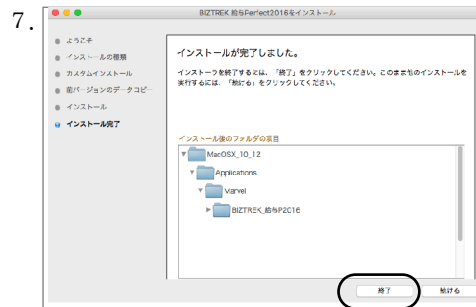 7.
BIZTREK 給与Perfect2016をインストール
ようこそ
インストールの種類
カスタムインストール
前バージョンのデータコピー
インストール
インストール完了
インストールが完了しました。
インストーラを終了するには、「終了」をクリックしてください。このまま他のインストールを
実行するには、「続ける」をクリックしてください。
インストール後のフォルダの項目
MacOSX_10_12
Applications
Varvel
BIZTREK_給与P2016
終了 続ける